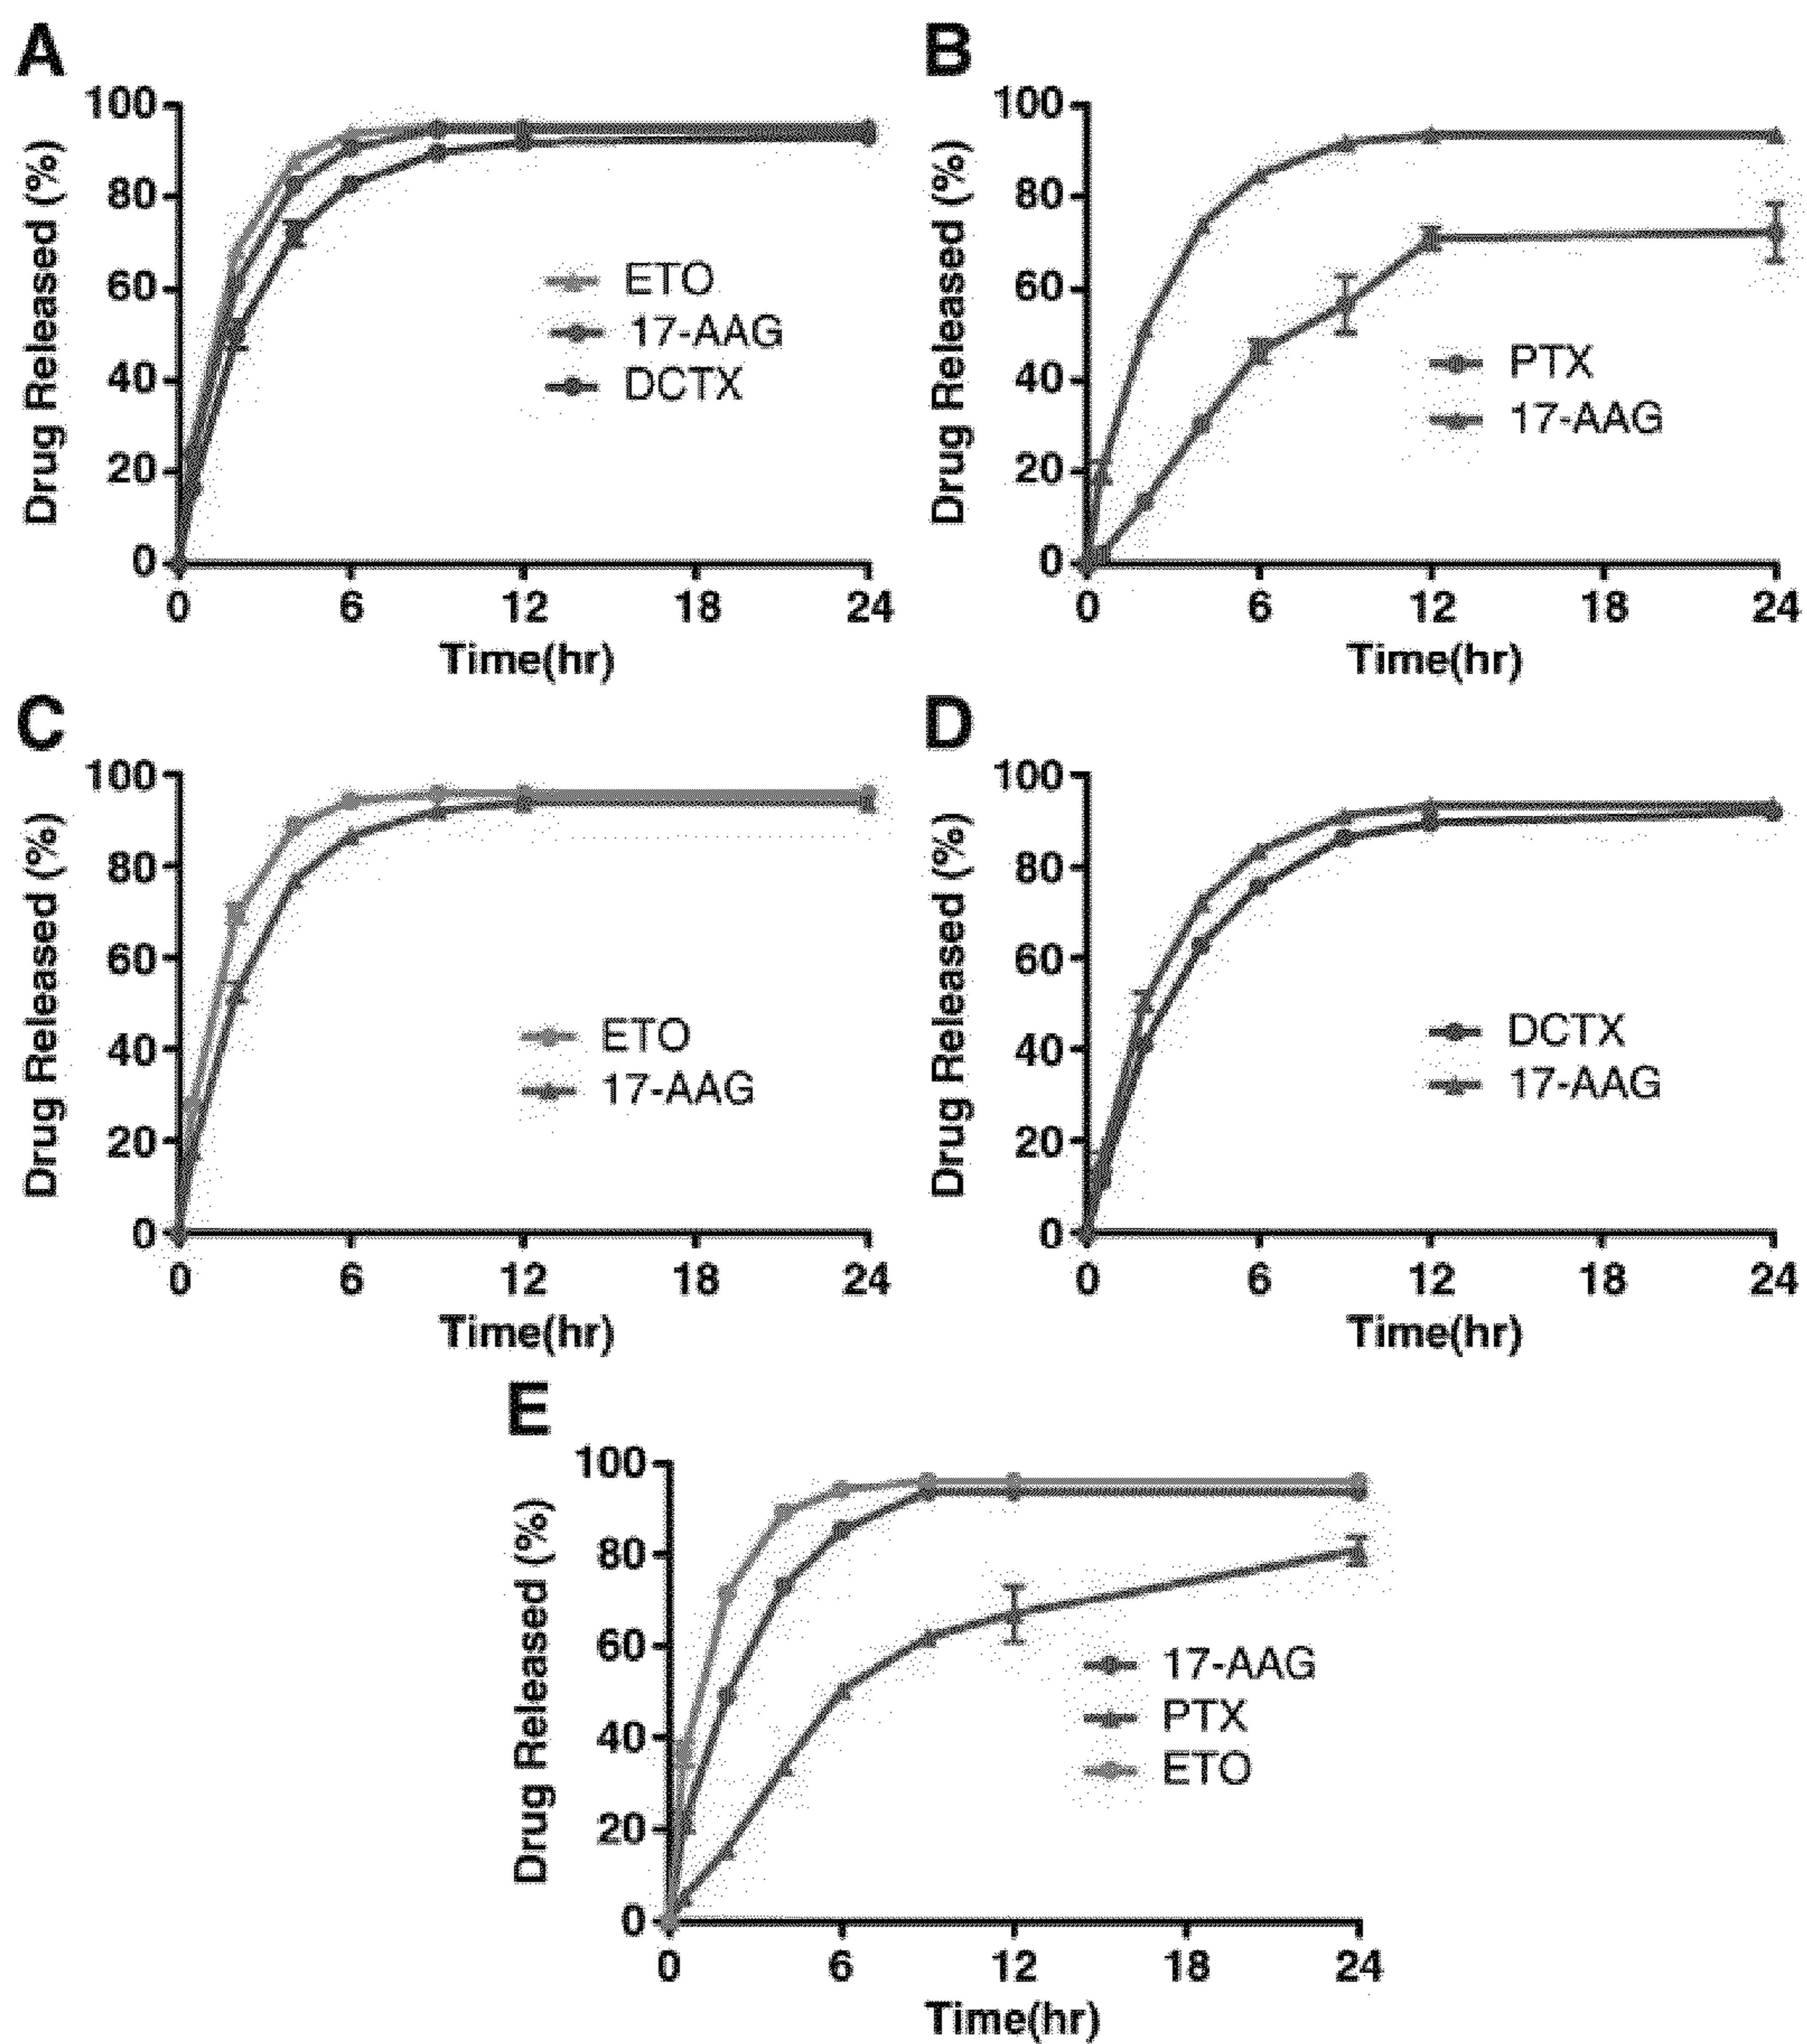 A
Drug Released (%)
100
80
60
40
20
0
0 6 12 18 24
Time(hr)
ETO
17-AAG
DCTX
B
Drug Released (%)
100
80
60
40
20
0
0 6 12 18 24
Time(hr)
PTX
17-AAG
C
Drug Released (%)
100
80
60
40
20
0
0 6 12 18 24
Time(hr)
ETO
17-AAG
D
Drug Released (%)
100
80
60
40
20
0
0 6 12 18 24
Time(hr)
DCTX
17-AAG
E
Drug Released (%)
100
80
60
40
20
0
0 6 12 18 24
Time(hr)
17-AAG
PTX
ETO